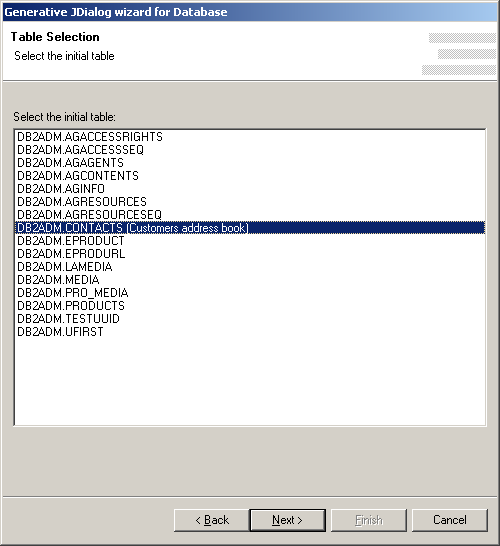 Generative JDialog wizard for Database
Table Selection
Select the initial table
Select the initial table:
DB2ADM.AGACCESSRIGHTS
DB2ADM.AGACCESSSEQ
DB2ADM.AGAGENTS
DB2ADM.AGCONTENTS
DB2ADM.AGINFO
DB2ADM.AGRESOURCES
DB2ADM.AGRESOURCESEQ
DB2ADM.CONTACTS (Customers address book)
DB2ADM.EPRODUCT
DB2ADM.EPRODURL
DB2ADM.LAMEDIA
DB2ADM.MEDIA
DB2ADM.PRO_MEDIA
DB2ADM.PRODUCTS
DB2ADM.TESTUUID
DB2ADM.UFIRST
< Back Next > Finish Cancel